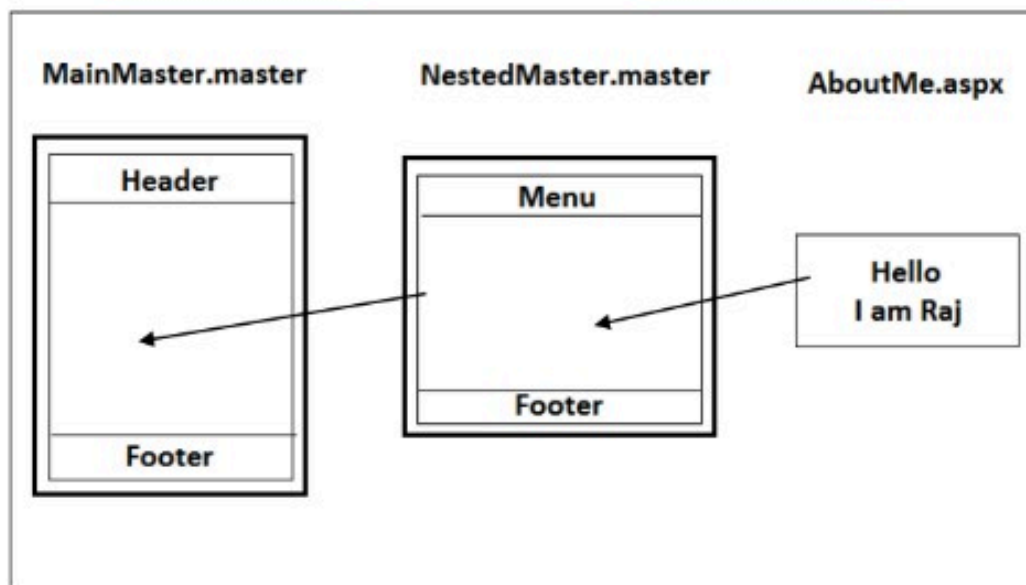 MainMaster.master
Header
Footer
NestedMaster.master
Menu
Footer
AboutMe.aspx
Hello
I am Raj